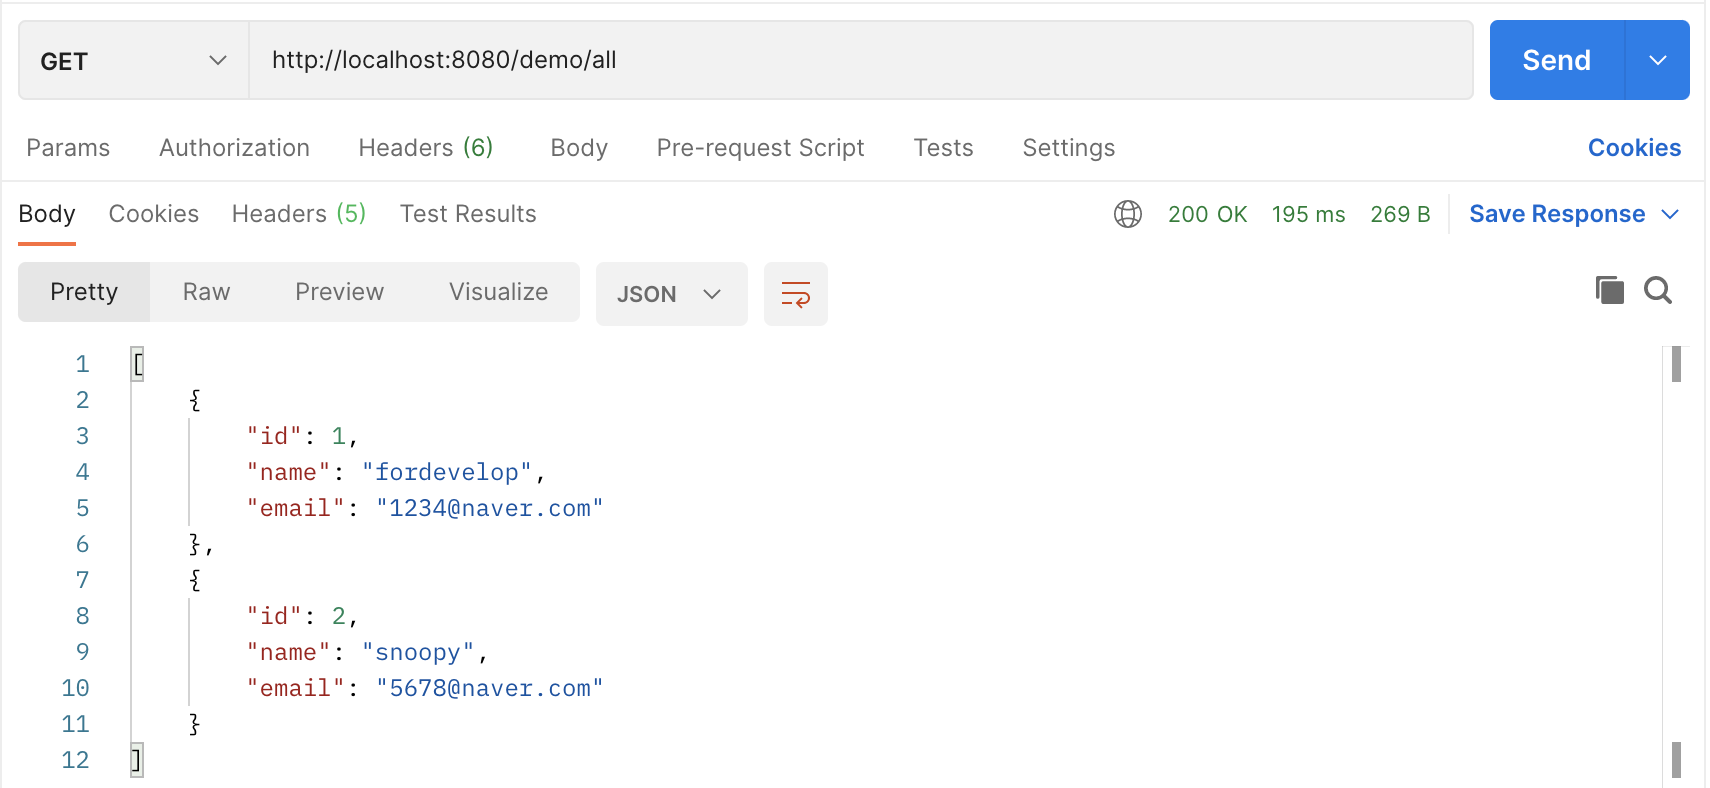 GET http://localhost:8080/demo/all Send
Params Authorization Headers (6) Body Pre-request Script Tests Settings Cookies
Body Cookies Headers (5) Test Results 200 OK 195 ms 269 B Save Response
Pretty Raw Preview Visualize JSON
1 [
2 {
3 "id": 1,
4 "name": "fordevelop",
5 "email": "1234@naver.com"
6 },
7 {
8 "id": 2,
9 "name": "snoopy",
10 "email": "5678@naver.com"
11 }
12 ]